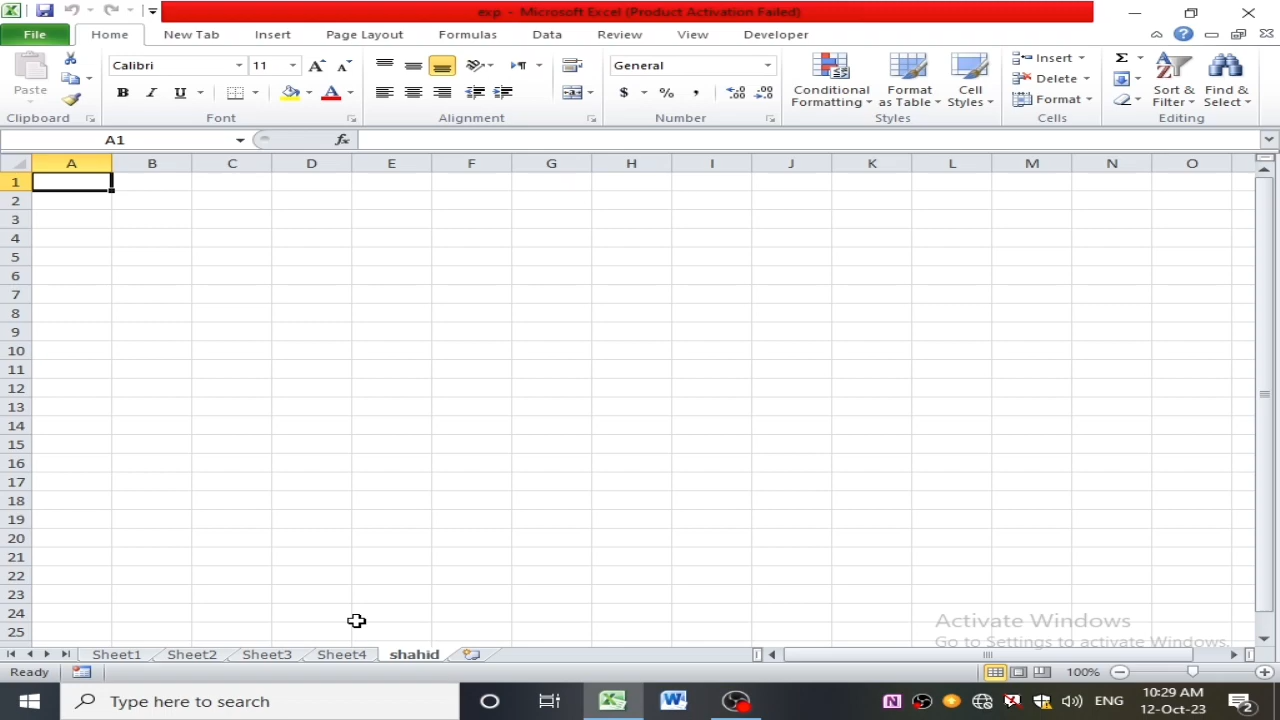 exp - Microsoft Excel (Product Activation Failed)
File Home New Tab Insert Page Layout Formulas Data Review View Developer
Paste
Calibri 11
General
Conditional Formatting
Format as Table
Cell Styles
Insert
Delete
Format
Sort & Filter
Find & Select
B I U A $ % , .00 .0
Clipboard Font Alignment Number Styles Cells Editing
A1 fx
A B C D E F G H I J K L M N O
1
2
3
4
5
6
7
8
9
10
11
12
13
14
15
16
17
18
19
20
21
22
23
24
25
Activate Windows
Go to Settings to activate Windows.
Sheet1 Sheet2 Sheet3 Sheet4 shahid
Ready 100%
Type here to search
ENG
10:29 AM
12-Oct-23
2